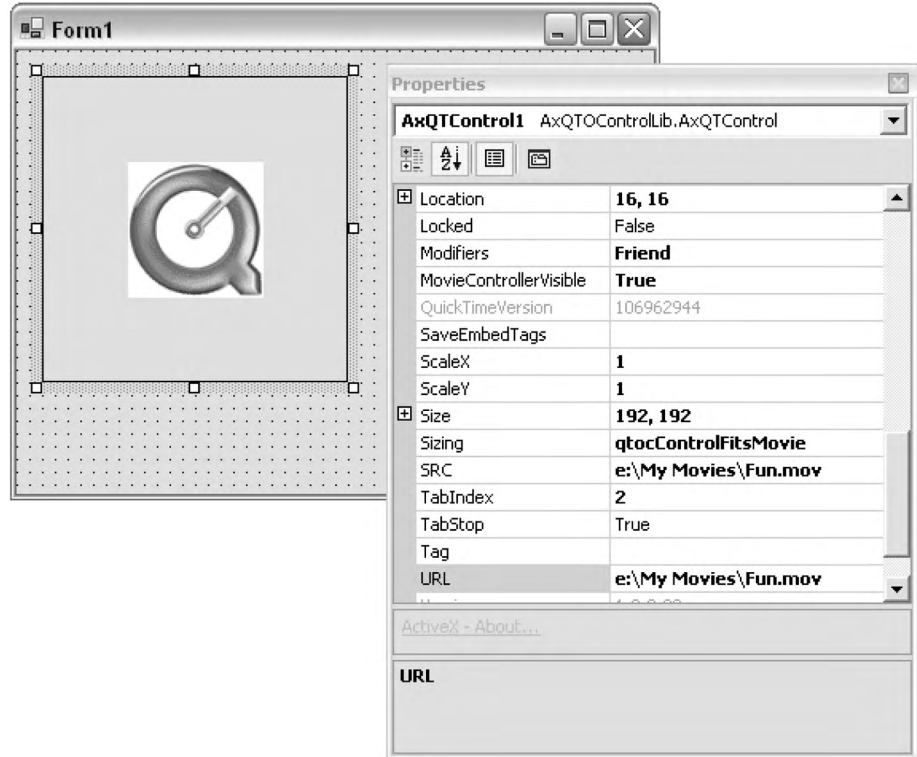 Form1
Properties
AxQTControl1 AxQTOControlLib.AxQTControl
Location 16, 16
Locked False
Modifiers Friend
MovieControllerVisible True
QuickTimeVersion 106962944
SaveEmbedTags
ScaleX 1
ScaleY 1
Size 192, 192
Sizing qtocControlFitsMovie
SRC e:\My Movies\Fun.mov
TabIndex 2
TabStop True
Tag
URL e:\My Movies\Fun.mov
ActiveX - About...
URL